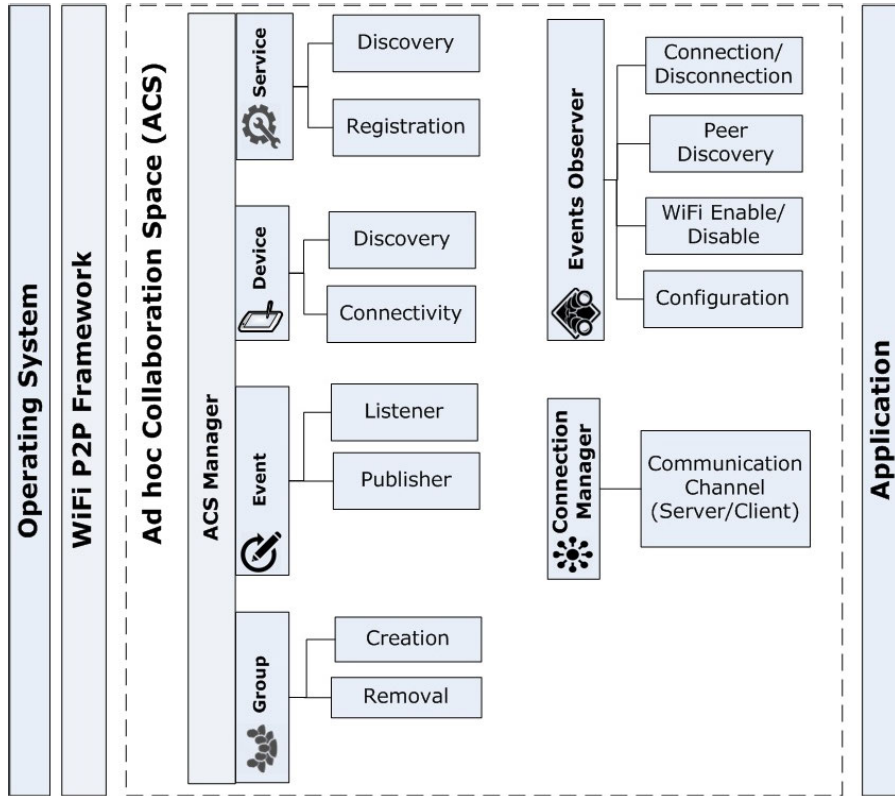 Operating System
WiFi P2P Framework
Ad hoc Collaboration Space (ACS)
ACS Manager
Service
Discovery
Registration
Device
Discovery
Connectivity
Event
Listener
Publisher
Group
Creation
Removal
Events Observer
Connection/
Disconnection
Peer
Discovery
WiFi Enable/
Disable
Configuration
Connection
Manager
Communication
Channel
(Server/Client)
Application